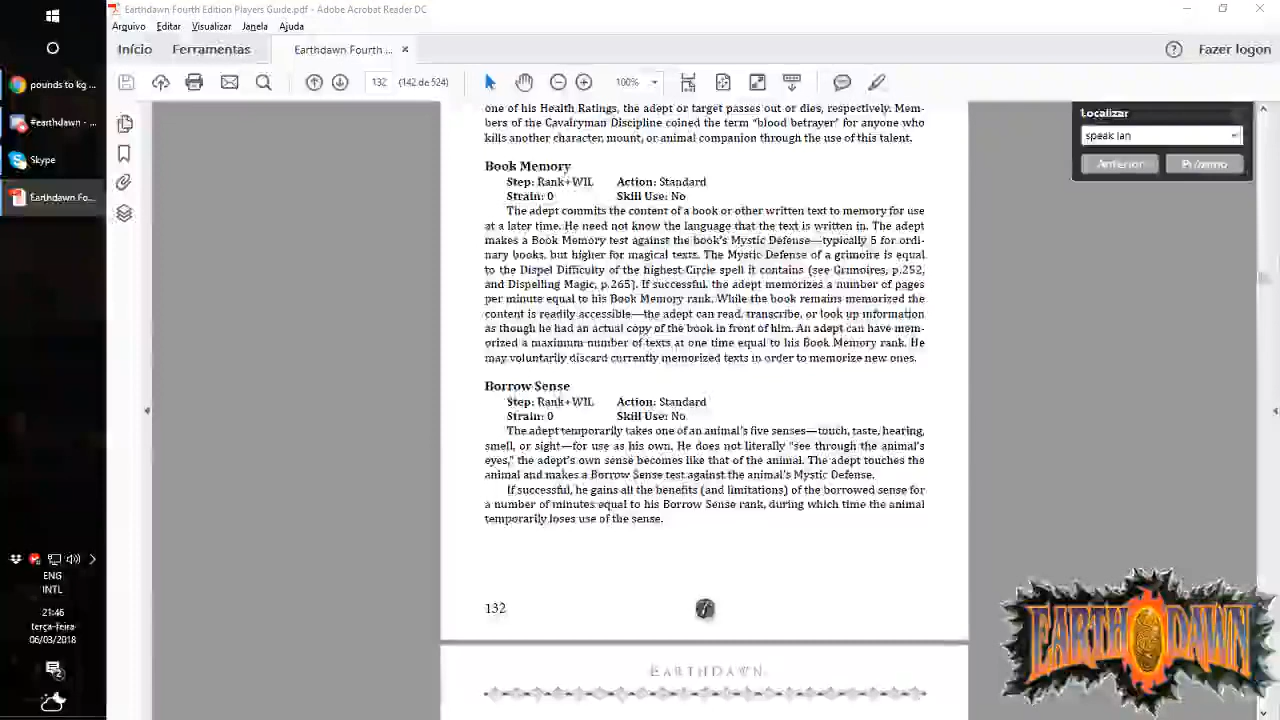 Earthdawn Fourth Edition Players Guide.pdf - Adobe Acrobat Reader DC
Arquivo Editar Visualizar Janela Ajuda
Início Ferramentas Earthdawn Fourth ... × Fazer logon
132 (142 de 524) 100%
Localizar
speak lan
Anterior Próximo
pounds to kg ...
#earthdawn - ...
Skype
Earthdawn Fo...
one of his Health Ratings, the adept or target passes out or dies, respectively. Mem-
bers of the Cavalryman Discipline coined the term “blood betrayer” for anyone who
kills another character, mount, or animal companion through the use of this talent.
Book Memory
Step: Rank+WIL Action: Standard
Strain: 0 Skill Use: No
The adept commits the content of a book or other written text to memory for use
at a later time. He need not know the language that the text is written in. The adept
makes a Book Memory test against the book’s Mystic Defense—typically 5 for ordi-
nary books, but higher for magical texts. The Mystic Defense of a grimoire is equal
to the Dispel Difficulty of the highest Circle spell it contains (see Grimoires, p.252,
and Dispelling Magic, p.265). If successful, the adept memorizes a number of pages
per minute equal to his Book Memory rank. While the book remains memorized the
content is readily accessible—the adept can read, transcribe, or look up information
as though he had an actual copy of the book in front of him. An adept can have mem-
orized a maximum number of texts at one time equal to his Book Memory rank. He
may voluntarily discard currently memorized texts in order to memorize new ones.
Borrow Sense
Step: Rank+WIL Action: Standard
Strain: 0 Skill Use: No
The adept temporarily takes one of an animal’s five senses—touch, taste, hearing,
smell, or sight—for use as his own. He does not literally “see through the animal’s
eyes,” the adept’s own sense becomes like that of the animal. The adept touches the
animal and makes a Borrow Sense test against the animal’s Mystic Defense.
If successful, he gains all the benefits (and limitations) of the borrowed sense for
a number of minutes equal to his Borrow Sense rank, during which time the animal
temporarily loses use of the sense.
132
EARTHDAWN
ENG
INTL
21:46
terça-feira
06/03/2018
2
EARTHDAWN